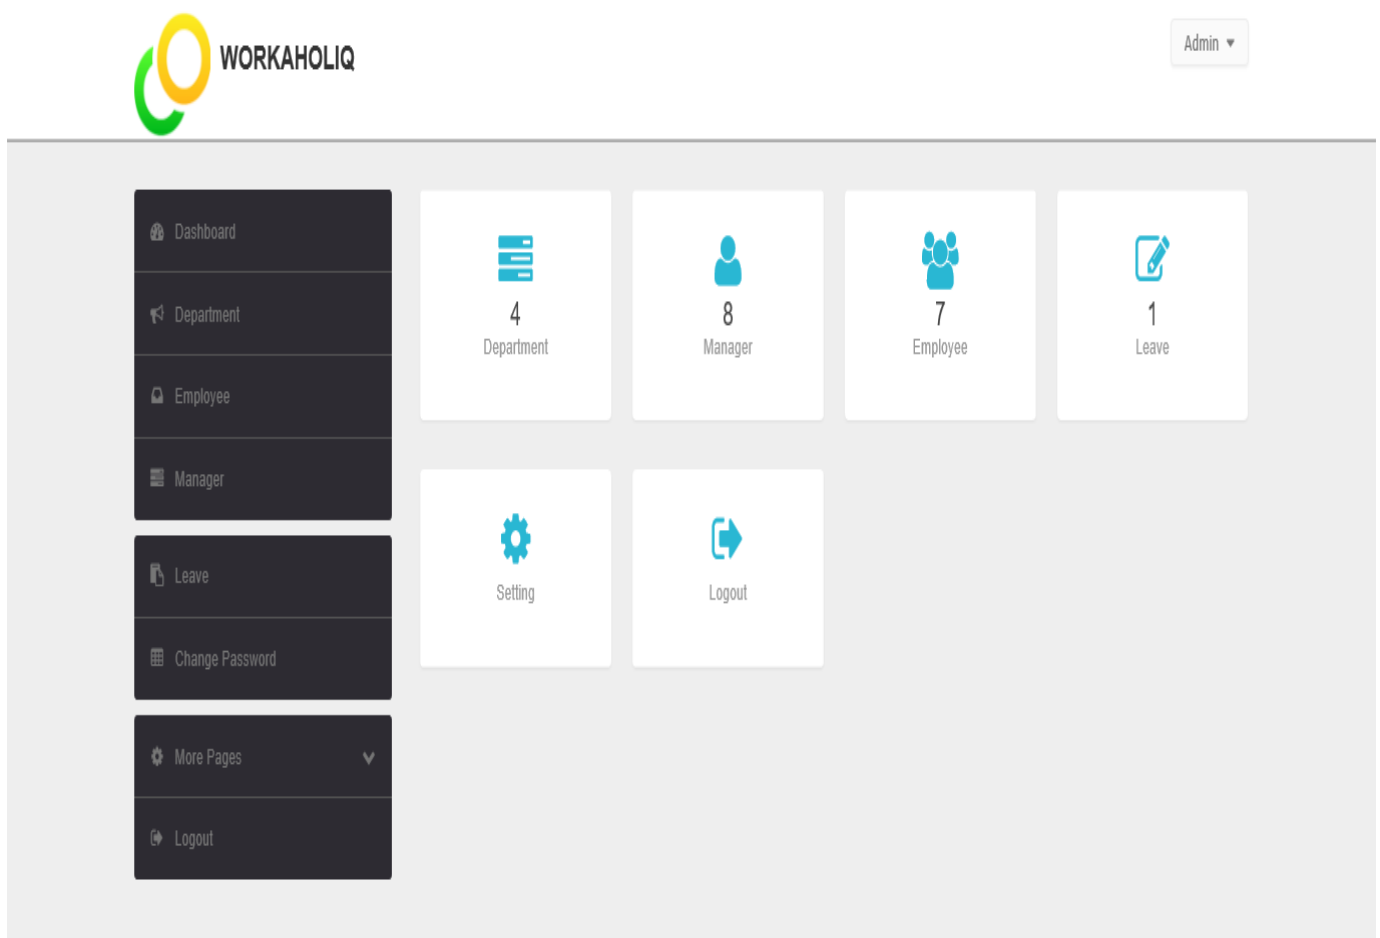 WORKAHOLIQ
Admin
Dashboard
Department
Employee
Manager
Leave
Change Password
More Pages
Logout
4
Department
8
Manager
7
Employee
1
Leave
Setting
Logout